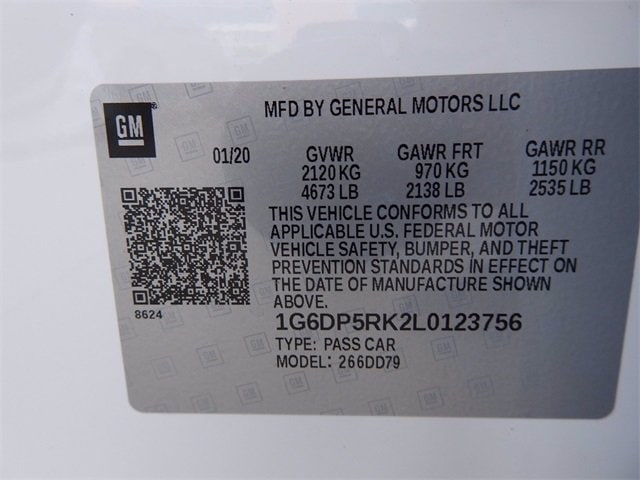 MFD BY GENERAL MOTORS LLC
GM
01/20 GVWR GAWR FRT GAWR RR
2120 KG 970 KG 1150 KG
4673 LB 2138 LB 2535 LB
THIS VEHICLE CONFORMS TO ALL
APPLICABLE U.S. FEDERAL MOTOR
VEHICLE SAFETY, BUMPER, AND THEFT
PREVENTION STANDARDS IN EFFECT ON
THE DATE OF MANUFACTURE SHOWN
ABOVE.
8624
1G6DP5RK2L0123756
TYPE: PASS CAR
MODEL: 266DD79